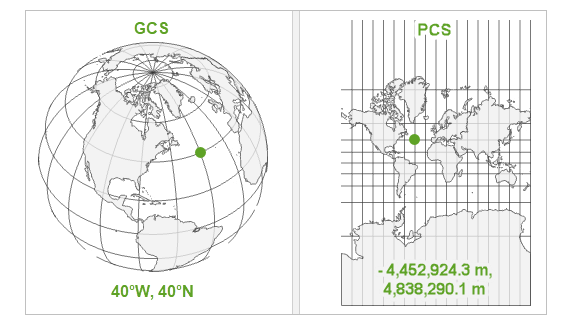 GCS
PCS
40°W, 40°N
- 4,452,924.3 m,
4,838,290.1 m